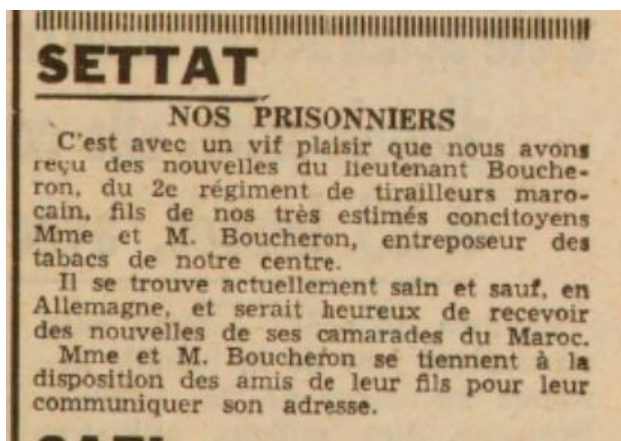 SETTAT
NOS PRISONNIERS
C'est avec un vif plaisir que nous avons
reçu des nouvelles du lieutenant Bouche-
ron, du 2e régiment de tirailleurs maro-
cain, fils de nos très estimés concitoyens
Mme et M. Boucheron, entreposeur des
tabacs de notre centre.
Il se trouve actuellement sain et sauf, en
Allemagne, et serait heureux de recevoir
des nouvelles de ses camarades du Maroc.
Mme et M. Boucheron se tiennent à la
disposition des amis de leur fils pour leur
communiquer son adresse.